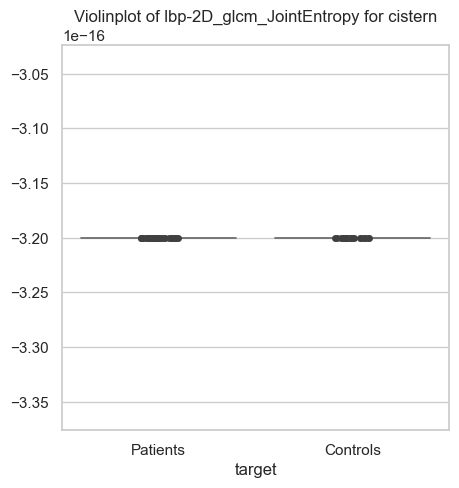 Violinplot of lbp-2D_glcm_JointEntropy for cistern
1e−16
−3.05
−3.10
−3.15
−3.20
−3.25
−3.30
−3.35
Patients Controls
target